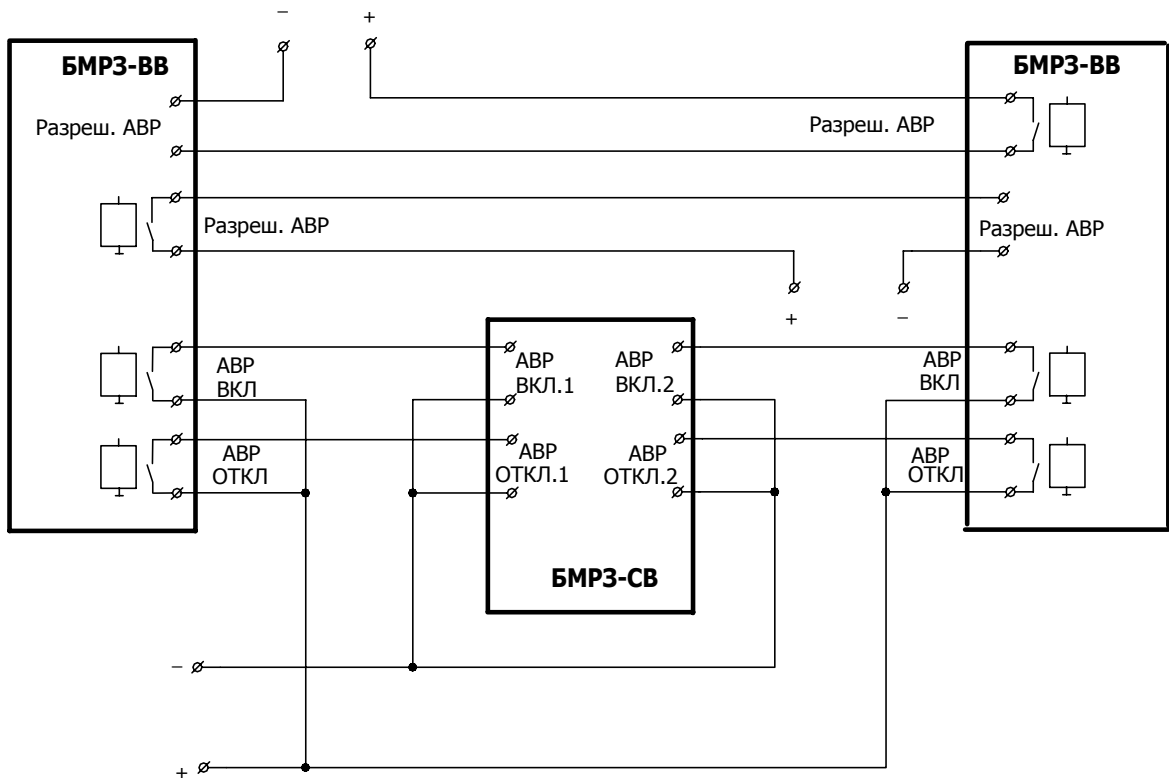 − +
БМРЗ-ВВ
БМРЗ-ВВ
Разреш. АВР
Разреш. АВР
Разреш. АВР
Разреш. АВР
+ −
АВР
ВКЛ
АВР
ВКЛ.1
АВР
ВКЛ.2
АВР
ВКЛ
АВР
ОТКЛ
АВР
ОТКЛ.1
АВР
ОТКЛ.2
АВР
ОТКЛ
БМРЗ-СВ
−
+